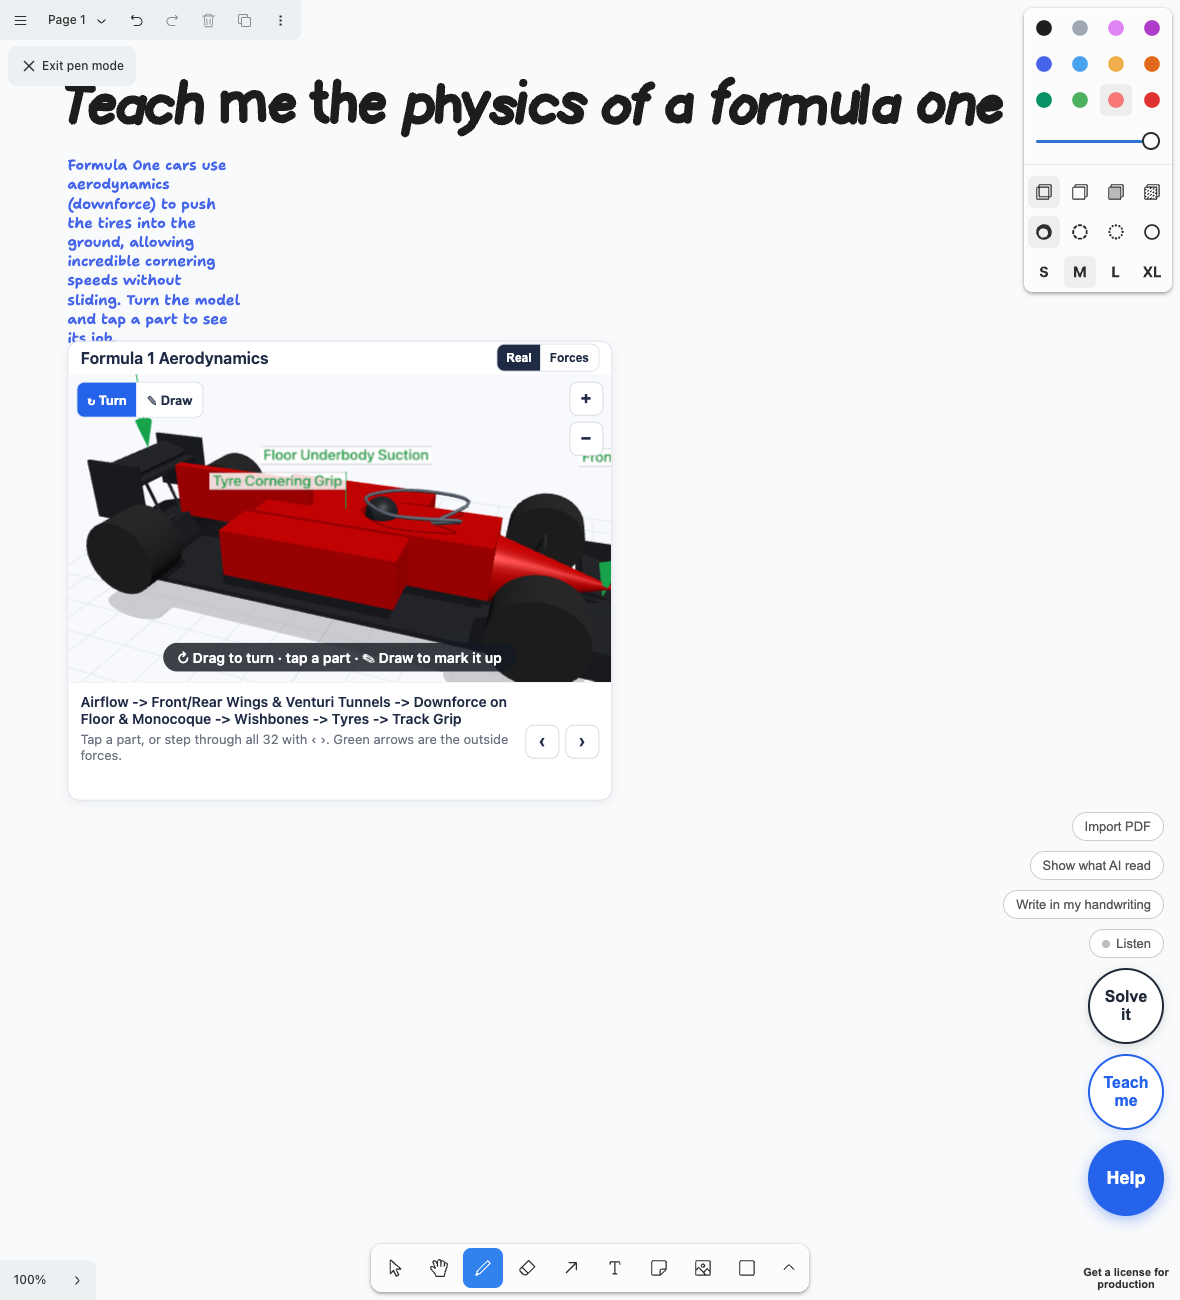 Page 1
Exit pen mode
Teach me the physics of a formula one
Formula One cars use
aerodynamics
(downforce) to push
the tires into the
ground, allowing
incredible cornering
speeds without
sliding. Turn the model
and tap a part to see
its job.
Formula 1 Aerodynamics
Real Forces
↻ Turn ✎ Draw
+
−
Floor Underbody Suction
Fron
Tyre Cornering Grip
↻ Drag to turn · tap a part · ✎ Draw to mark it up
Airflow -> Front/Rear Wings & Venturi Tunnels -> Downforce on
Floor & Monocoque -> Wishbones -> Tyres -> Track Grip
Tap a part, or step through all 32 with ‹ ›. Green arrows are the outside
forces.
‹ ›
S M L XL
Import PDF
Show what AI read
Write in my handwriting
Listen
Solve
it
Teach
me
Help
100%
T
Get a license for
production